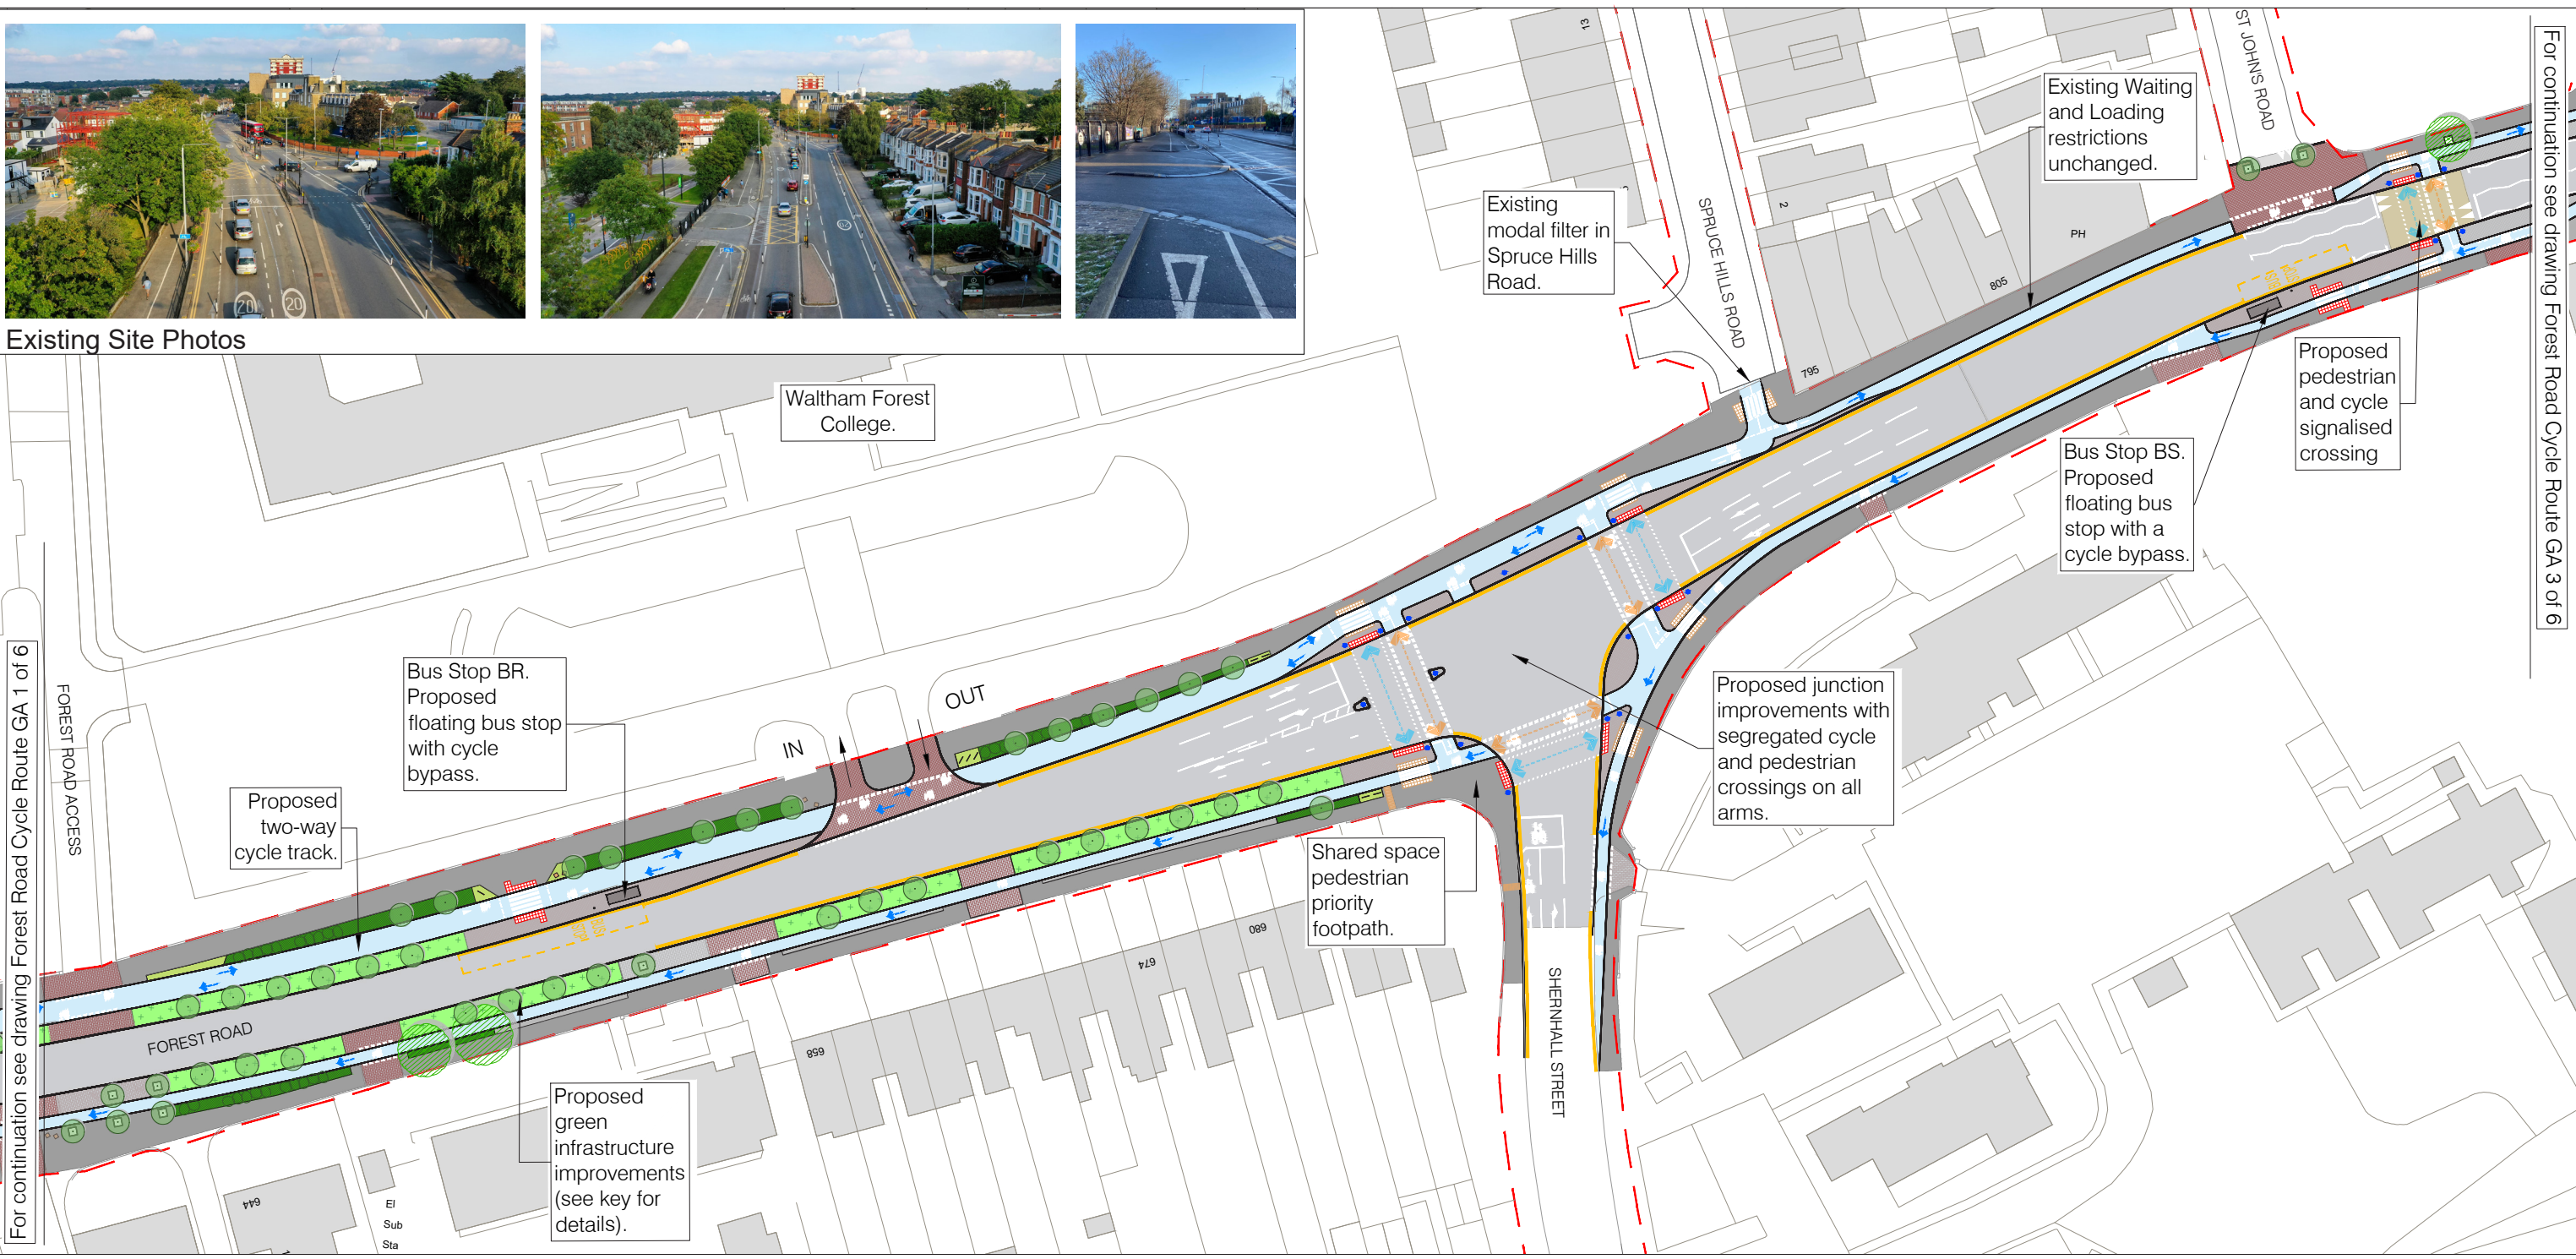 Existing Site Photos
For continuation see drawing Forest Road Cycle Route GA 1 of 6
For continuation see drawing Forest Road Cycle Route GA 3 of 6
Waltham Forest
College.
Existing
modal filter in
Spruce Hills
Road.
Existing Waiting
and Loading
restrictions
unchanged.
Proposed
pedestrian
and cycle
signalised
crossing
Bus Stop BS.
Proposed
floating bus
stop with a
cycle bypass.
Proposed junction
improvements with
segregated cycle
and pedestrian
crossings on all
arms.
Shared space
pedestrian
priority
footpath.
Bus Stop BR.
Proposed
floating bus stop
with cycle
bypass.
Proposed
two-way
cycle track.
Proposed
green
infrastructure
improvements
(see key for
details).
IN
OUT
FOREST ROAD ACCESS
FOREST ROAD
SPRUCE HILLS ROAD
ST JOHN'S ROAD
SHERNHALL STREET
PH
13
2
795
805
644
658
674
680
El
Sub
Sta
20
20